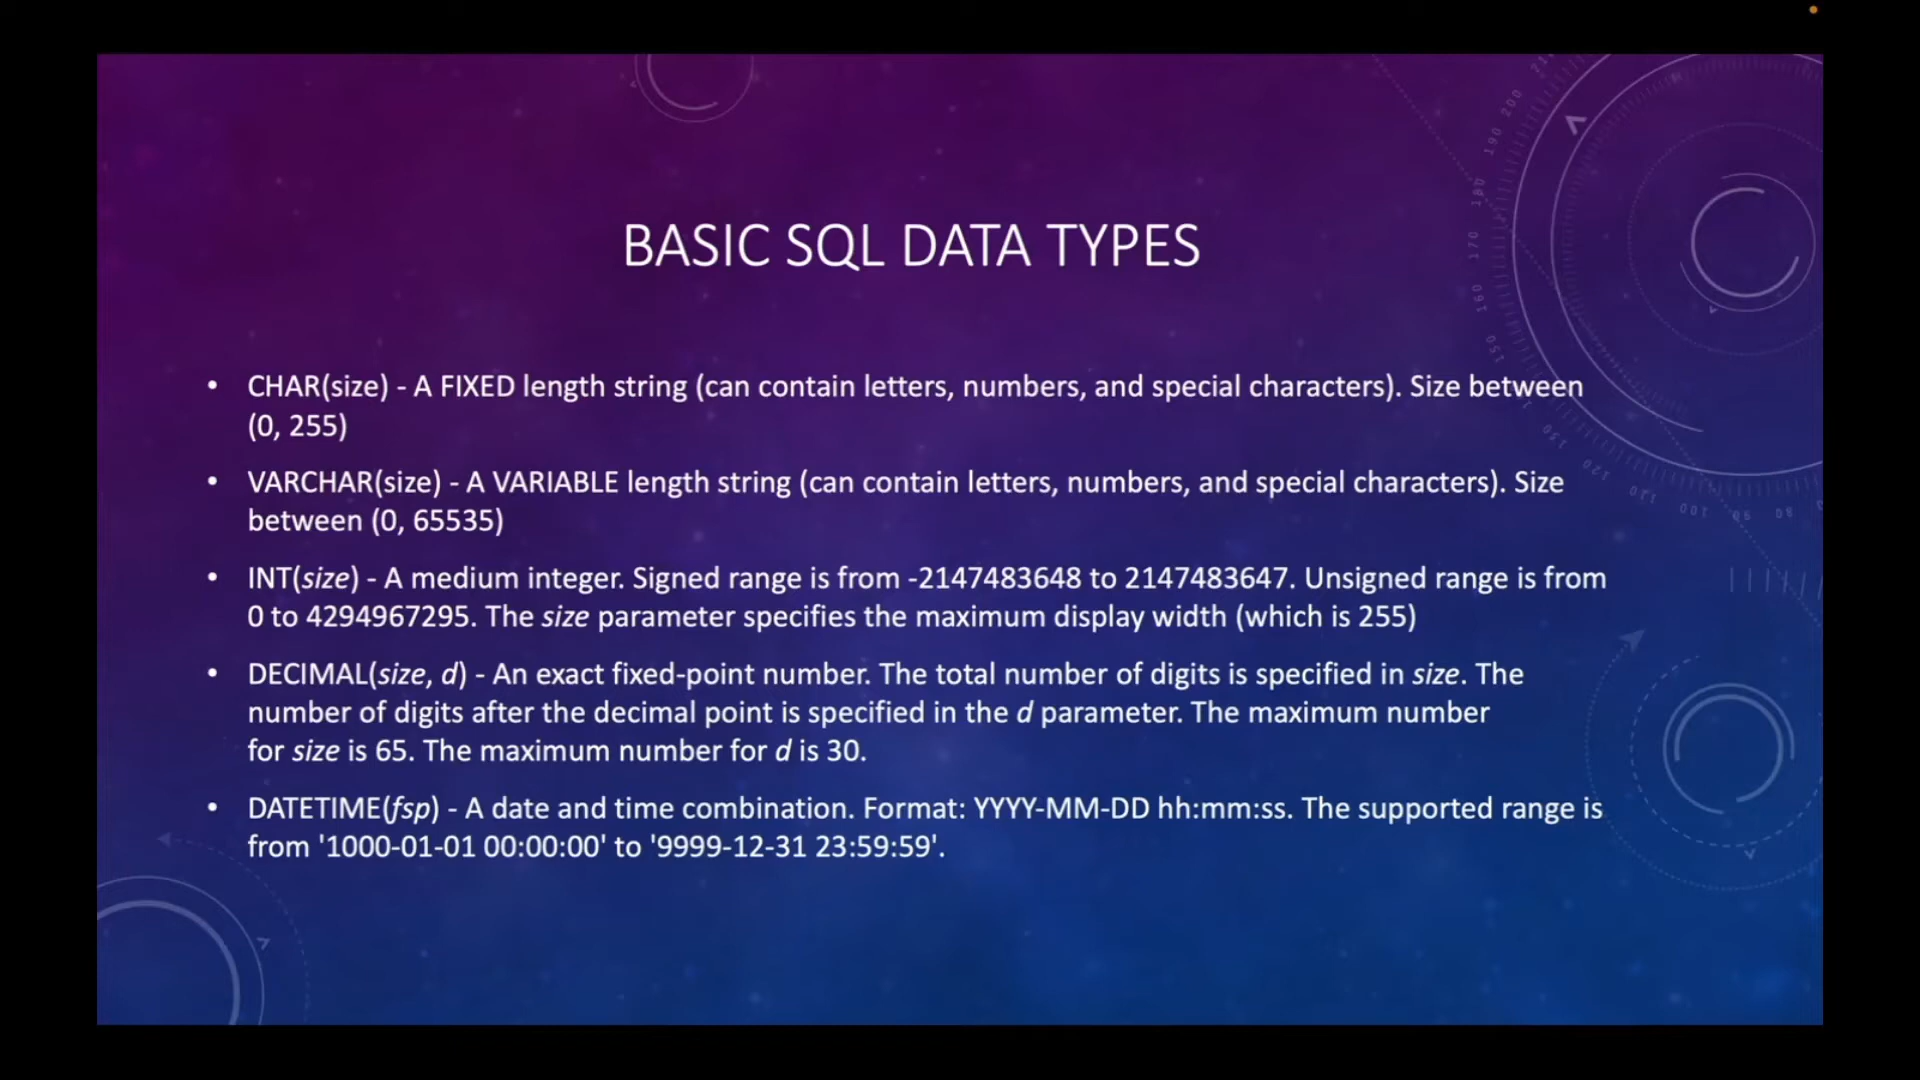 BASIC SQL DATA TYPES
• CHAR(size) - A FIXED length string (can contain letters, numbers, and special characters). Size between
(0, 255)
• VARCHAR(size) - A VARIABLE length string (can contain letters, numbers, and special characters). Size
between (0, 65535)
• INT(size) - A medium integer. Signed range is from -2147483648 to 2147483647. Unsigned range is from
0 to 4294967295. The size parameter specifies the maximum display width (which is 255)
• DECIMAL(size, d) - An exact fixed-point number. The total number of digits is specified in size. The
number of digits after the decimal point is specified in the d parameter. The maximum number
for size is 65. The maximum number for d is 30.
• DATETIME(fsp) - A date and time combination. Format: YYYY-MM-DD hh:mm:ss. The supported range is
from '1000-01-01 00:00:00' to '9999-12-31 23:59:59'.
200
190
180
170
160
150